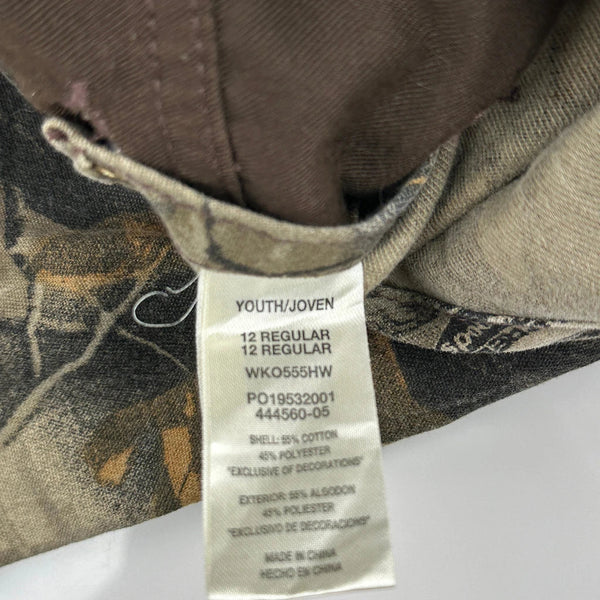 YOUTH/JOVEN
12 REGULAR
12 REGULAR
WKO555HW
PO19532001
444560-05
SHELL: 55% COTTON
45% POLYESTER
"EXCLUSIVE OF DECORATIONS"
EXTERIOR: 55% ALGODON
45% POLIESTER
"EXCLUSIVO DE DECORACIONES"
MADE IN CHINA
HECHO EN CHINA